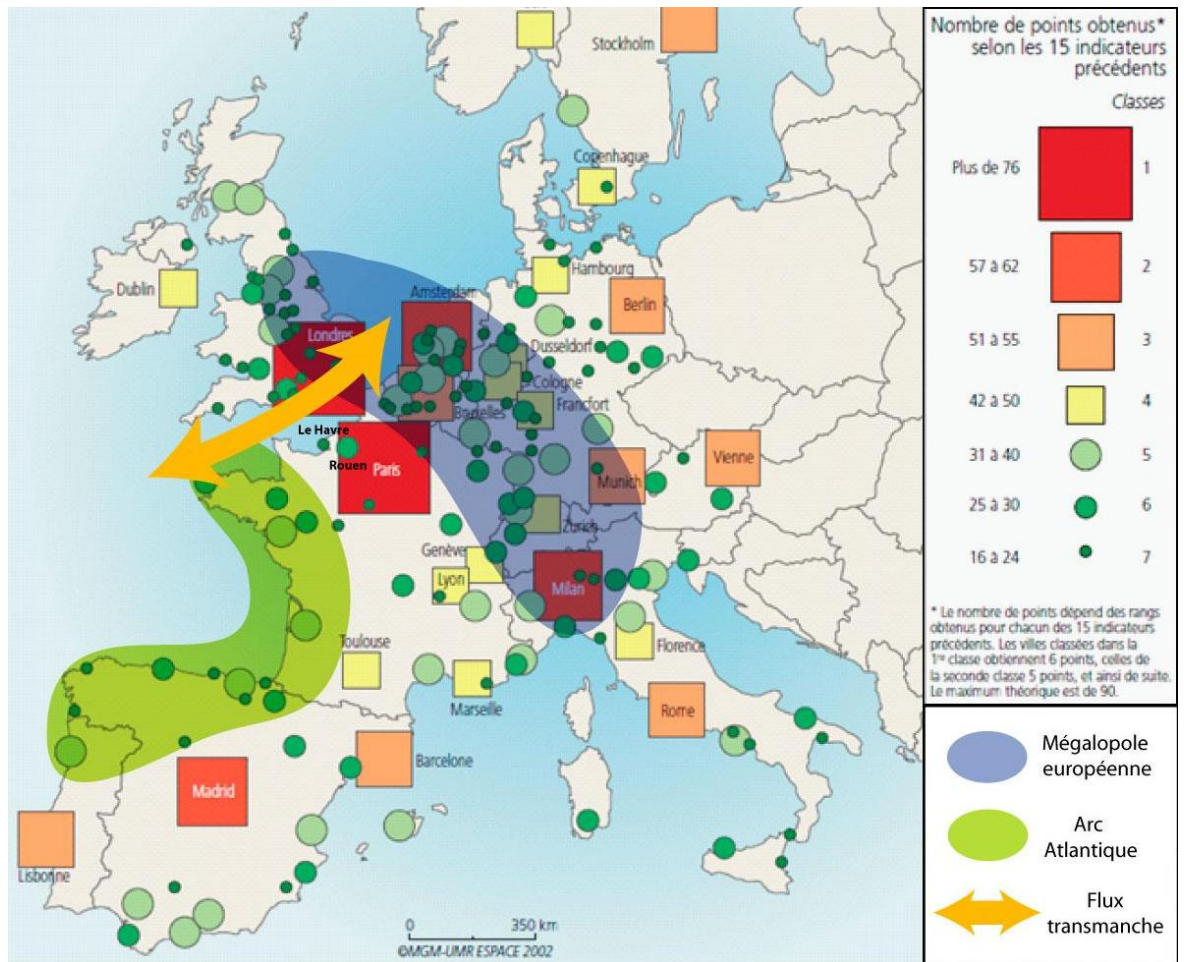 Stockholm
Copenhague
Dublin
Hambourg
Amsterdam
Berlin
Londres
Dusseldorf
Cologne
Bruxelles
Francfort
Le Havre
Rouen
Paris
Munich
Vienne
Zurich
Genève
Lyon
Milan
Toulouse
Florence
Marseille
Rome
Barcelone
Madrid
Lisbonne
0 350 km
©MGM-UMR ESPACE 2002
Nombre de points obtenus*
selon les 15 indicateurs
précédents
Classes
Plus de 76 1
57 à 62 2
51 à 55 3
42 à 50 4
31 à 40 5
25 à 30 6
16 à 24 7
* Le nombre de points dépend des rangs
obtenus pour chacun des 15 indicateurs
précédents. Les villes classées dans la
1re classe obtiennent 6 points, celles de
la seconde classe 5 points, et ainsi de suite.
Le maximum théorique est de 90.
Mégalopole
européenne
Arc
Atlantique
Flux
transmanche